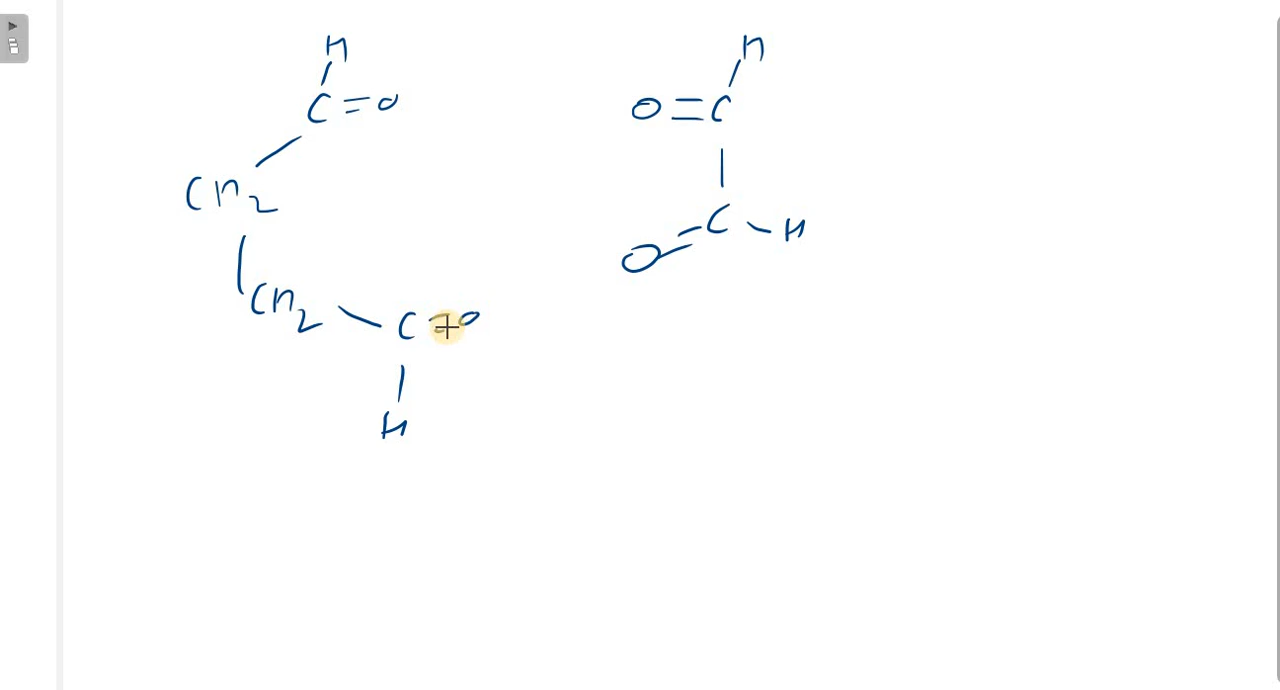 H H
C=O O=C
CH2
C-H
O=
CH2-C=O
H